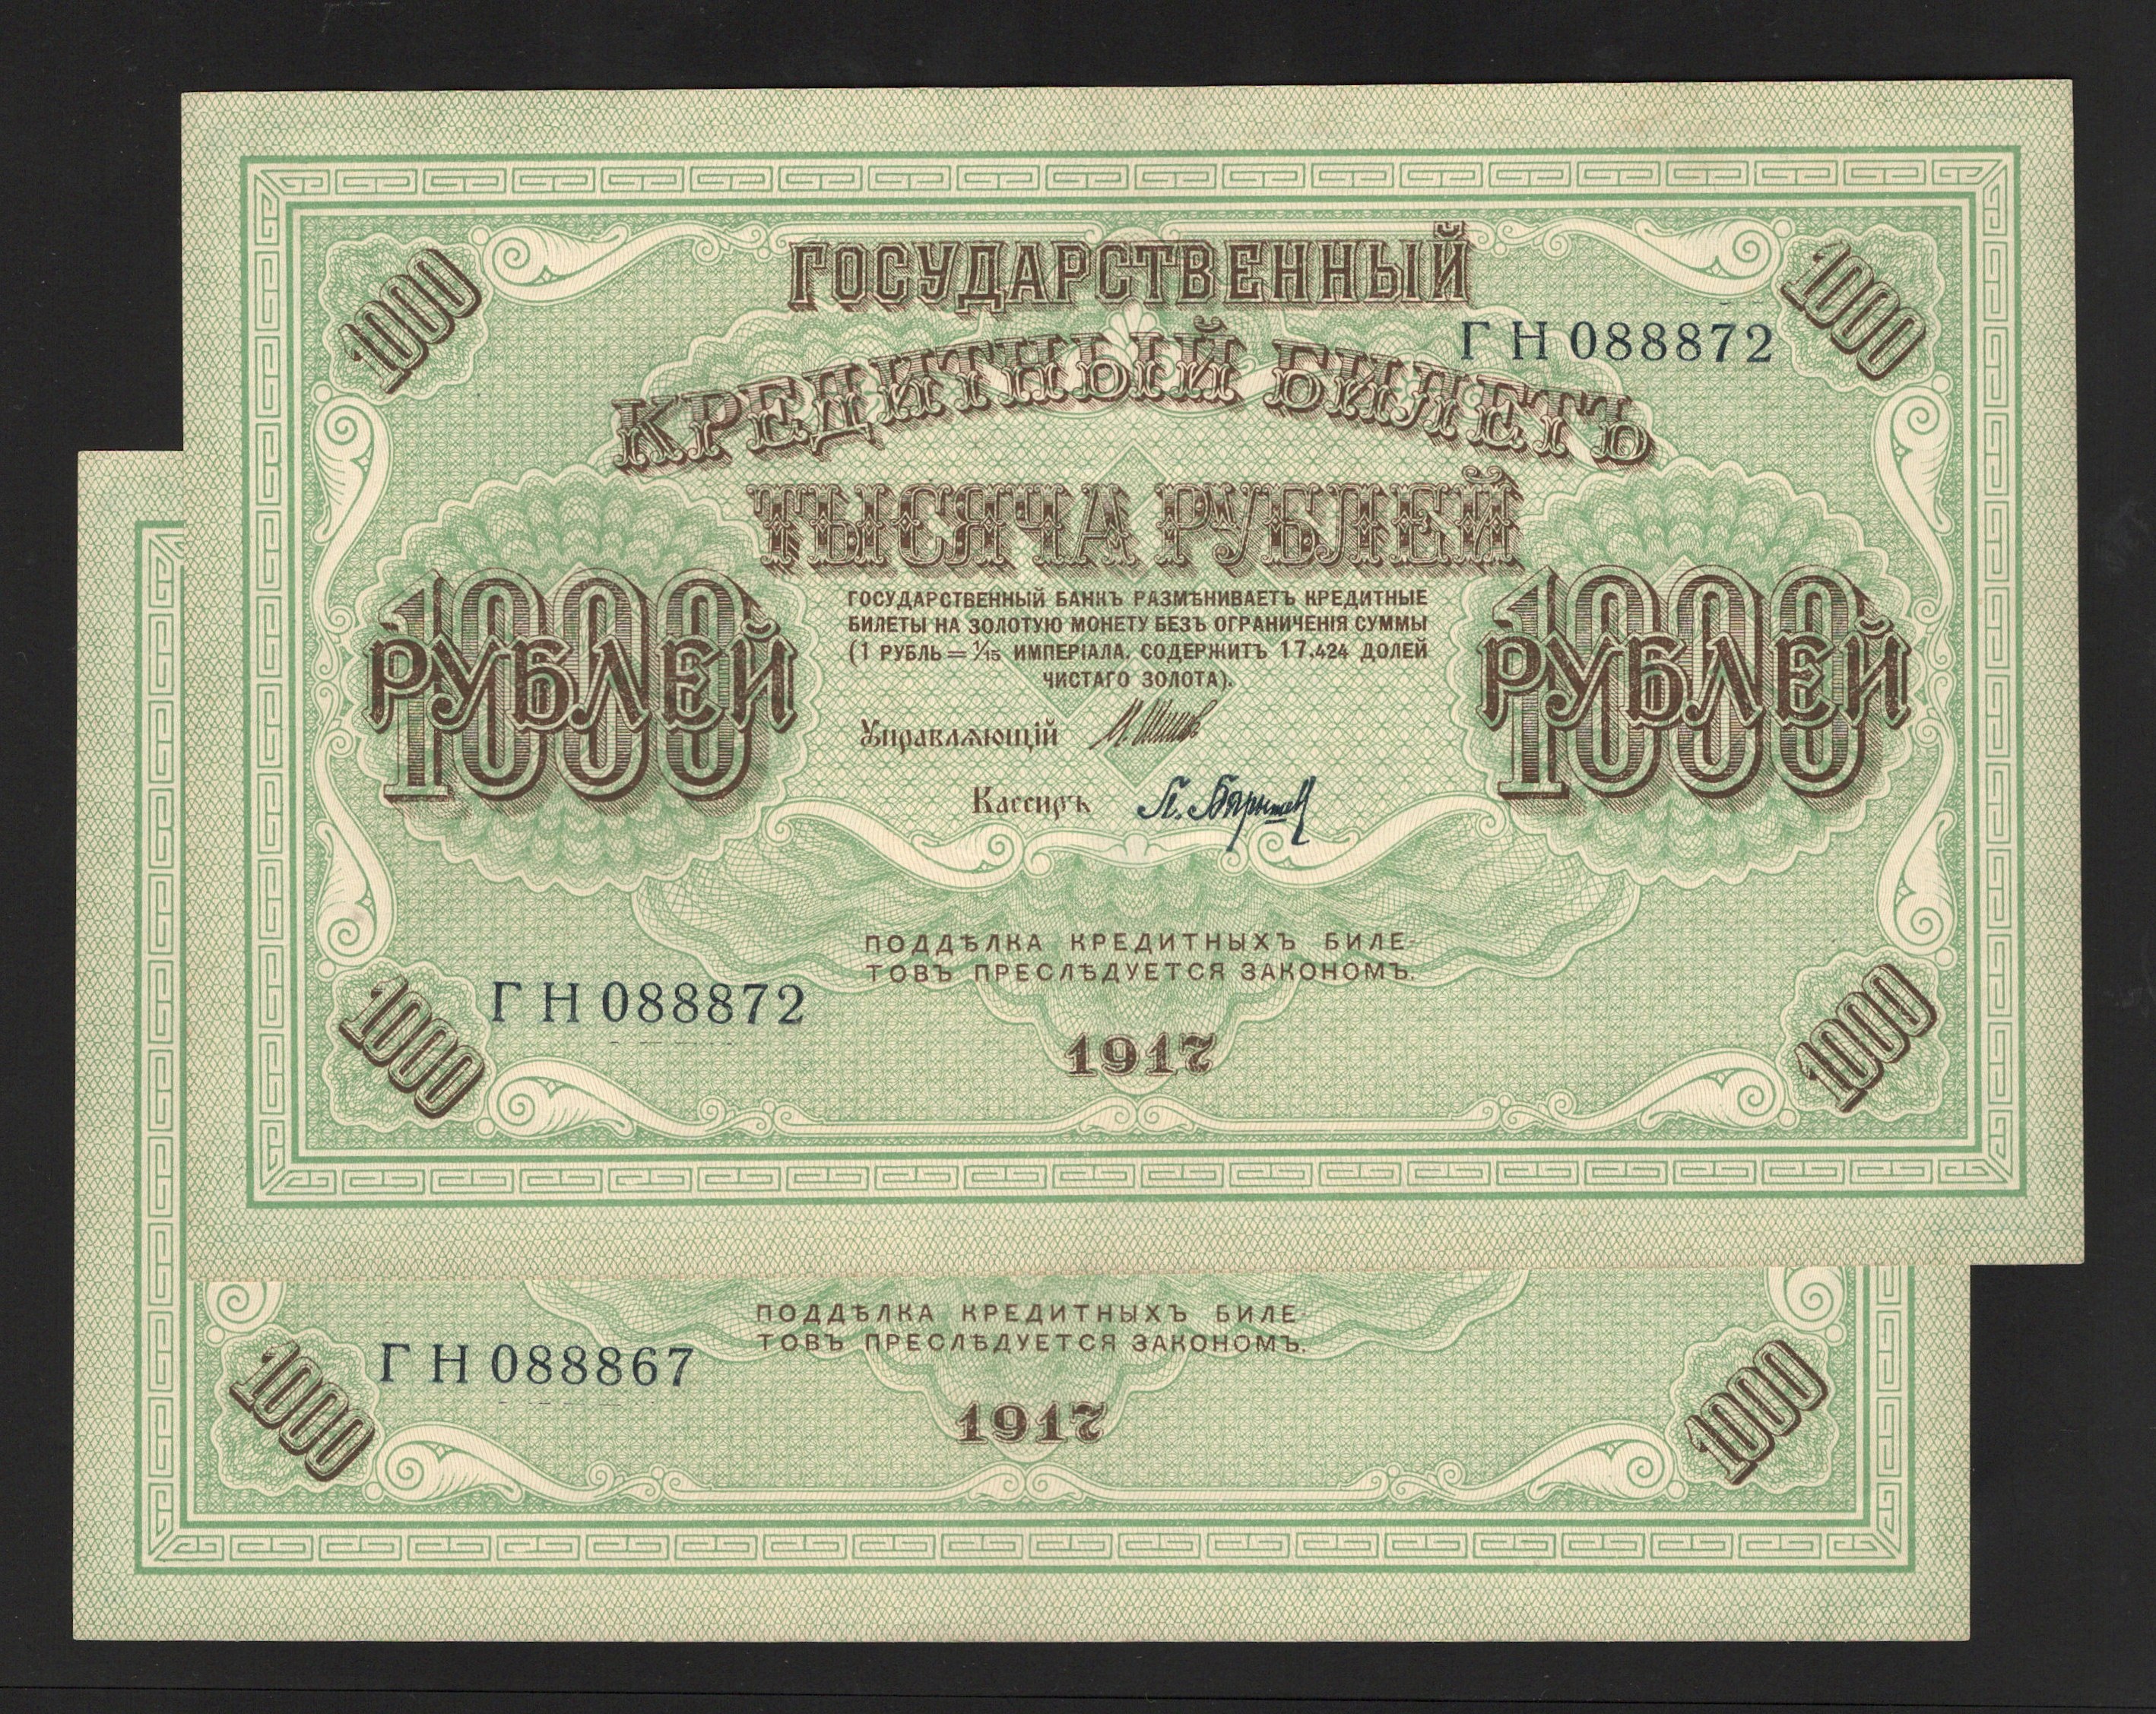 1000
1000
ГОСУДАРСТВЕННЫЙ
ГН 088872
КРЕДИТНЫЙ БИЛЕТЪ
ТЫСЯЧА РУБЛЕЙ
1000
РУБЛЕЙ
1000
РУБЛЕЙ
ГОСУДАРСТВЕННЫЙ БАНКЪ РАЗМѢНИВАЕТЪ КРЕДИТНЫЕ
БИЛЕТЫ НА ЗОЛОТУЮ МОНЕТУ БЕЗЪ ОГРАНИЧЕНІЯ СУММЫ
(1 РУБЛЬ = 1/15 ИМПЕРІАЛА, СОДЕРЖИТЪ 17.424 ДОЛЕЙ
ЧИСТАГО ЗОЛОТА).
Управляющій
Кассиръ
ПОДДѢЛКА КРЕДИТНЫХЪ БИЛЕ-
ТОВЪ ПРЕСЛѢДУЕТСЯ ЗАКОНОМЪ.
ГН 088872
1917
1000
1000
ПОДДѢЛКА КРЕДИТНЫХЪ БИЛЕ-
ТОВЪ ПРЕСЛѢДУЕТСЯ ЗАКОНОМЪ.
ГН 088867
1917
1000
1000